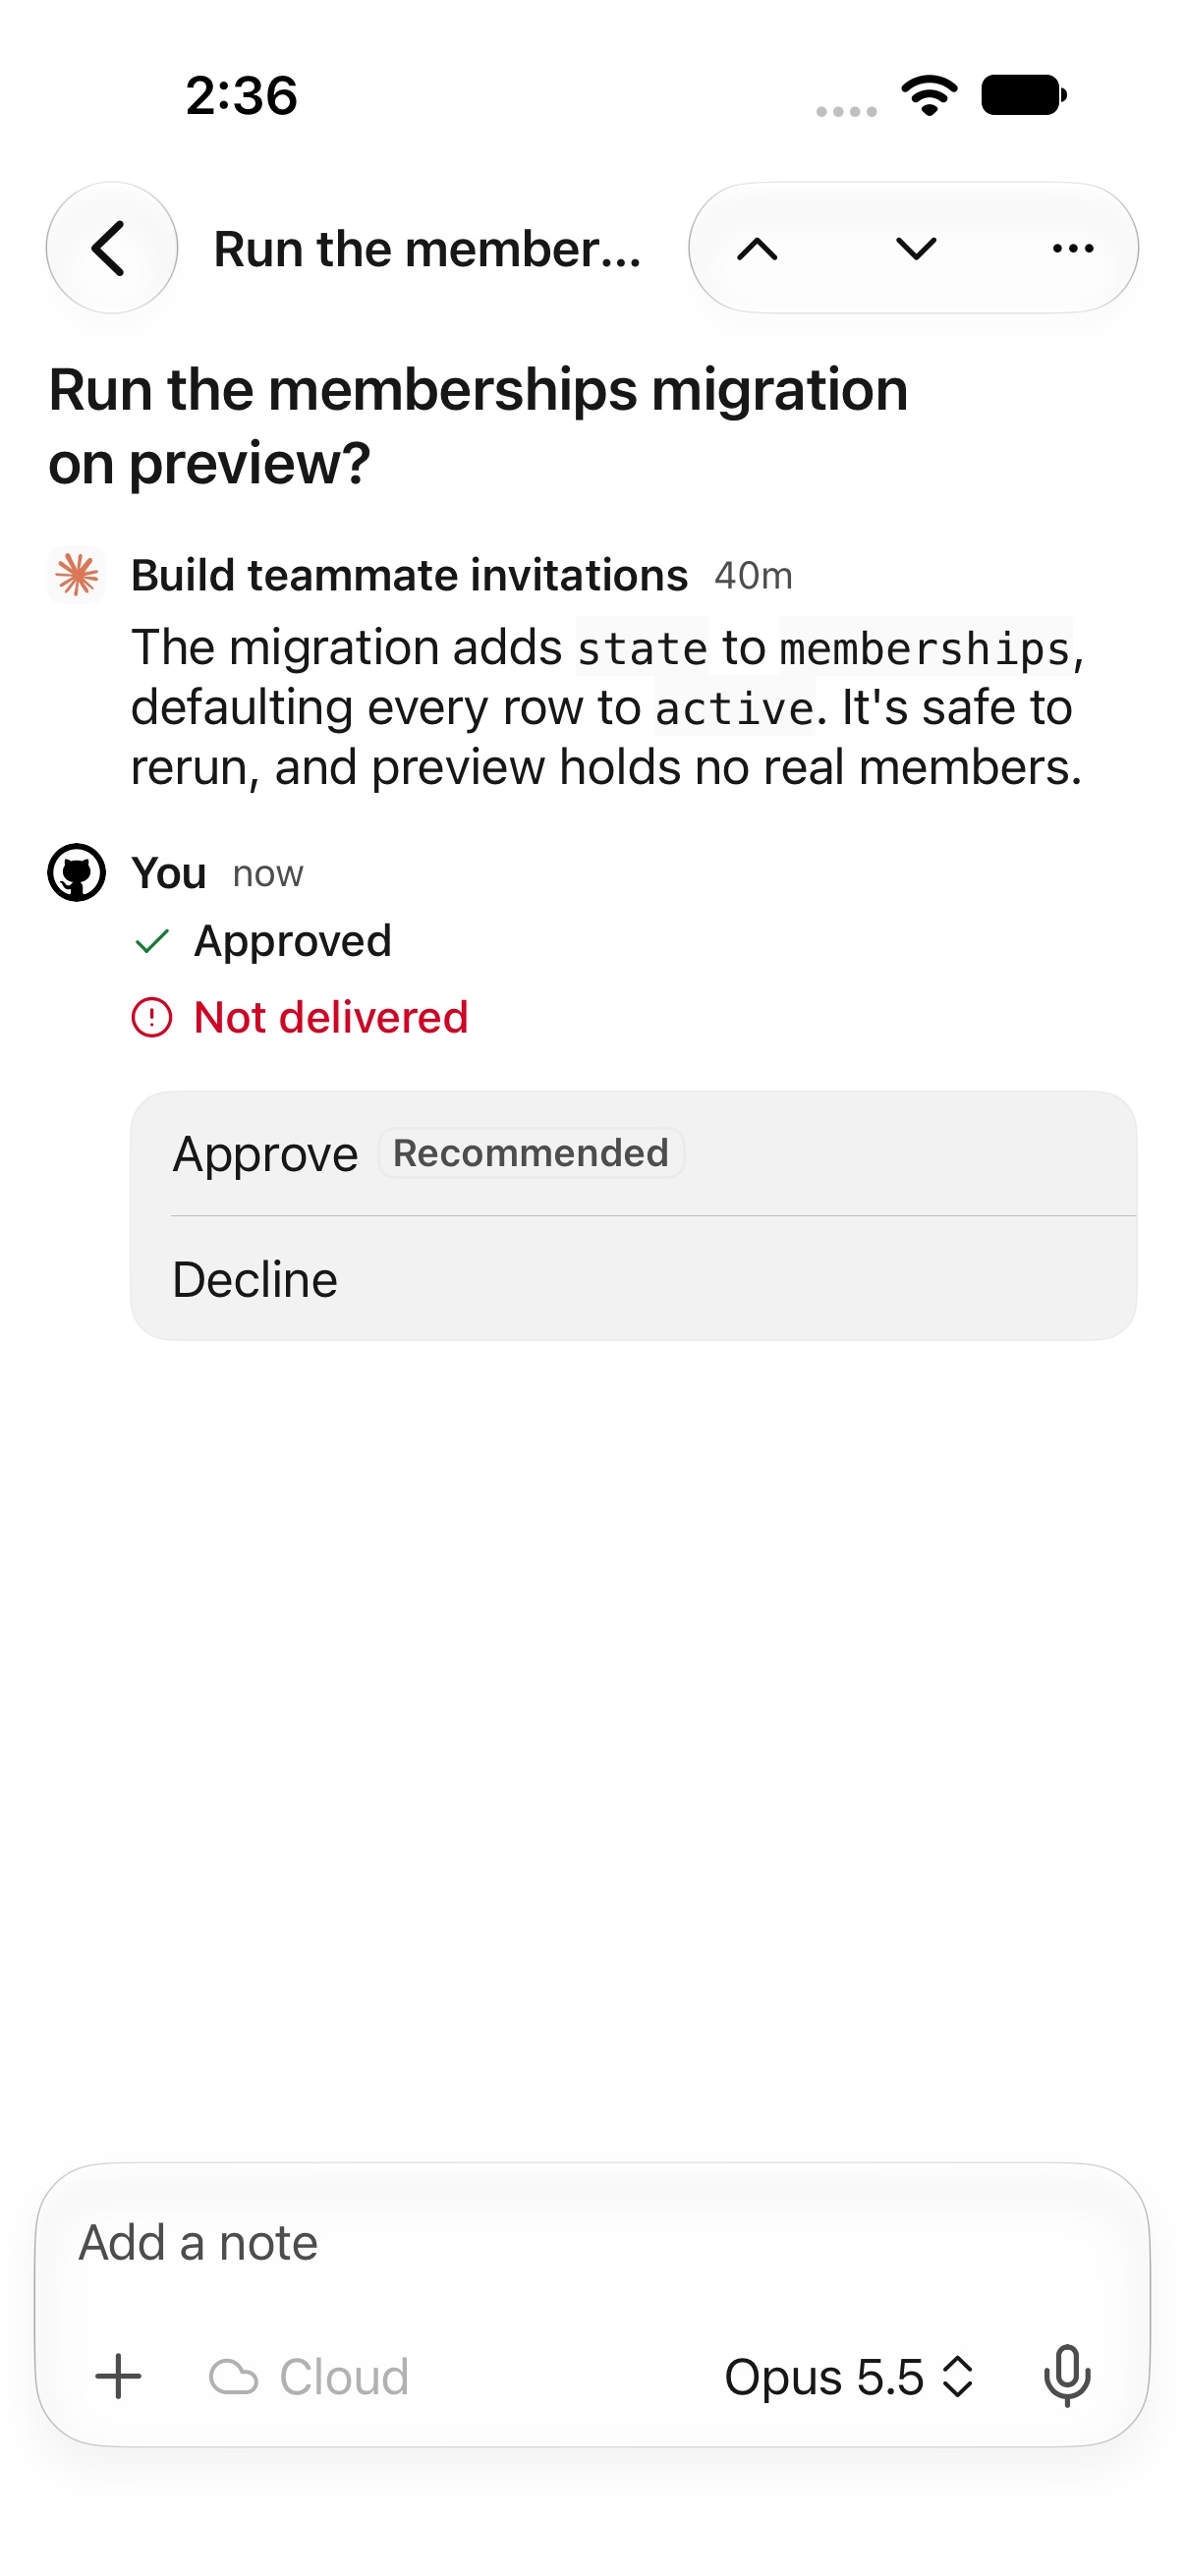 2:36
Run the member...
Run the memberships migration
on preview?
Build teammate invitations 40m
The migration adds state to memberships,
defaulting every row to active. It's safe to
rerun, and preview holds no real members.
You now
Approved
Not delivered
Approve Recommended
Decline
Add a note
Cloud
Opus 5.5